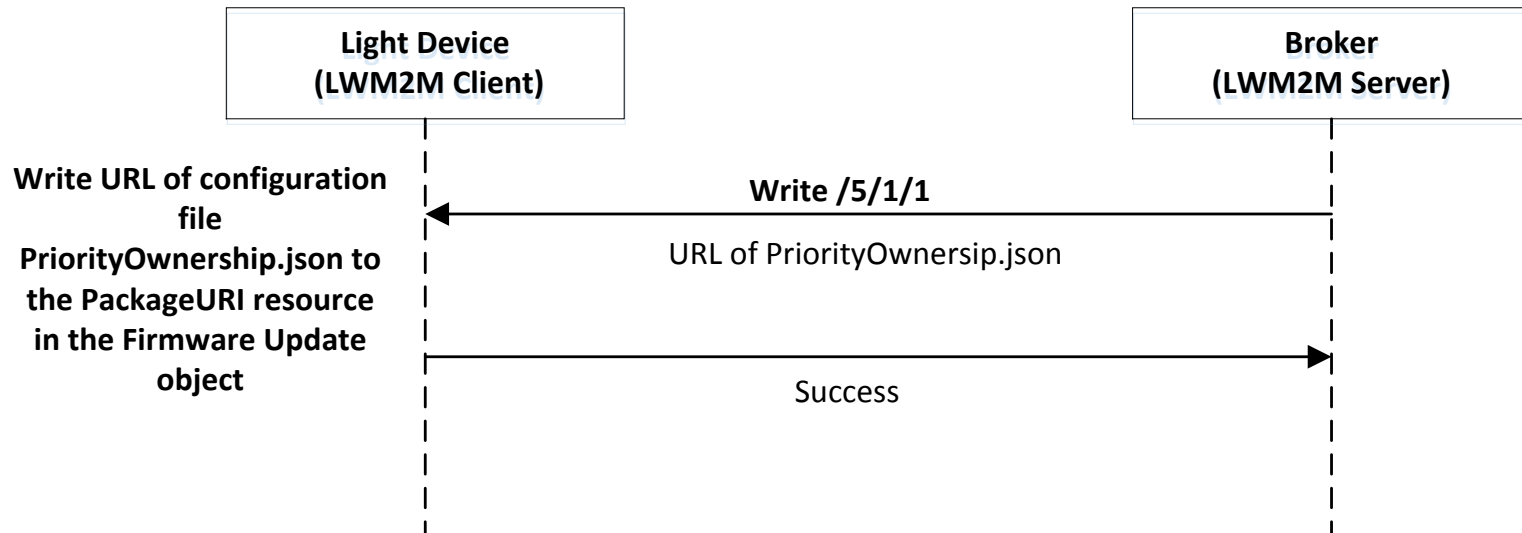 Light Device
(LWM2M Client)
Broker
(LWM2M Server)
Write URL of configuration
file
PriorityOwnership.json to
the PackageURI resource
in the Firmware Update
object
Write /5/1/1
URL of PriorityOwnersip.json
Success